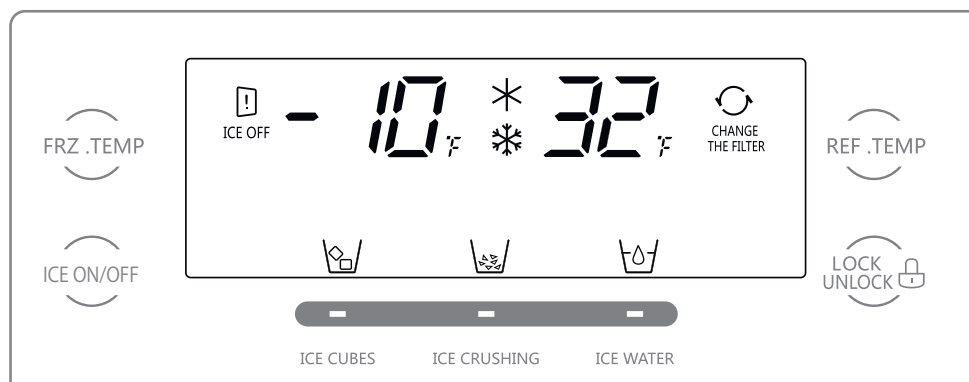 FRZ .TEMP
ICE ON/OFF
ICE OFF
-10°F
32°F
CHANGE
THE FILTER
REF .TEMP
LOCK
UNLOCK
ICE CUBES
ICE CRUSHING
ICE WATER